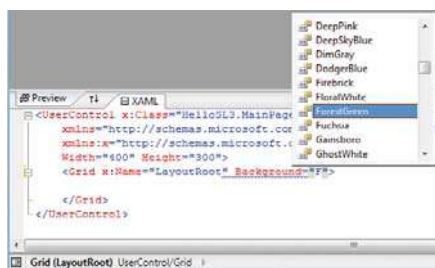 DeepPink
DeepSkyBlue
DimGray
DodgerBlue
Firebrick
FloralWhite
ForestGreen
Fuchsia
Gainsboro
GhostWhite
Preview XAML
<UserControl x:Class="HelloSL3.MainPage
xmlns="http://schemas.microsoft.com
xmlns:x="http://schemas.microsoft.c
Width="400" Height="300">
<Grid x:Name="LayoutRoot" Background="F">
</Grid>
</UserControl>
Grid (LayoutRoot) UserControl/Grid